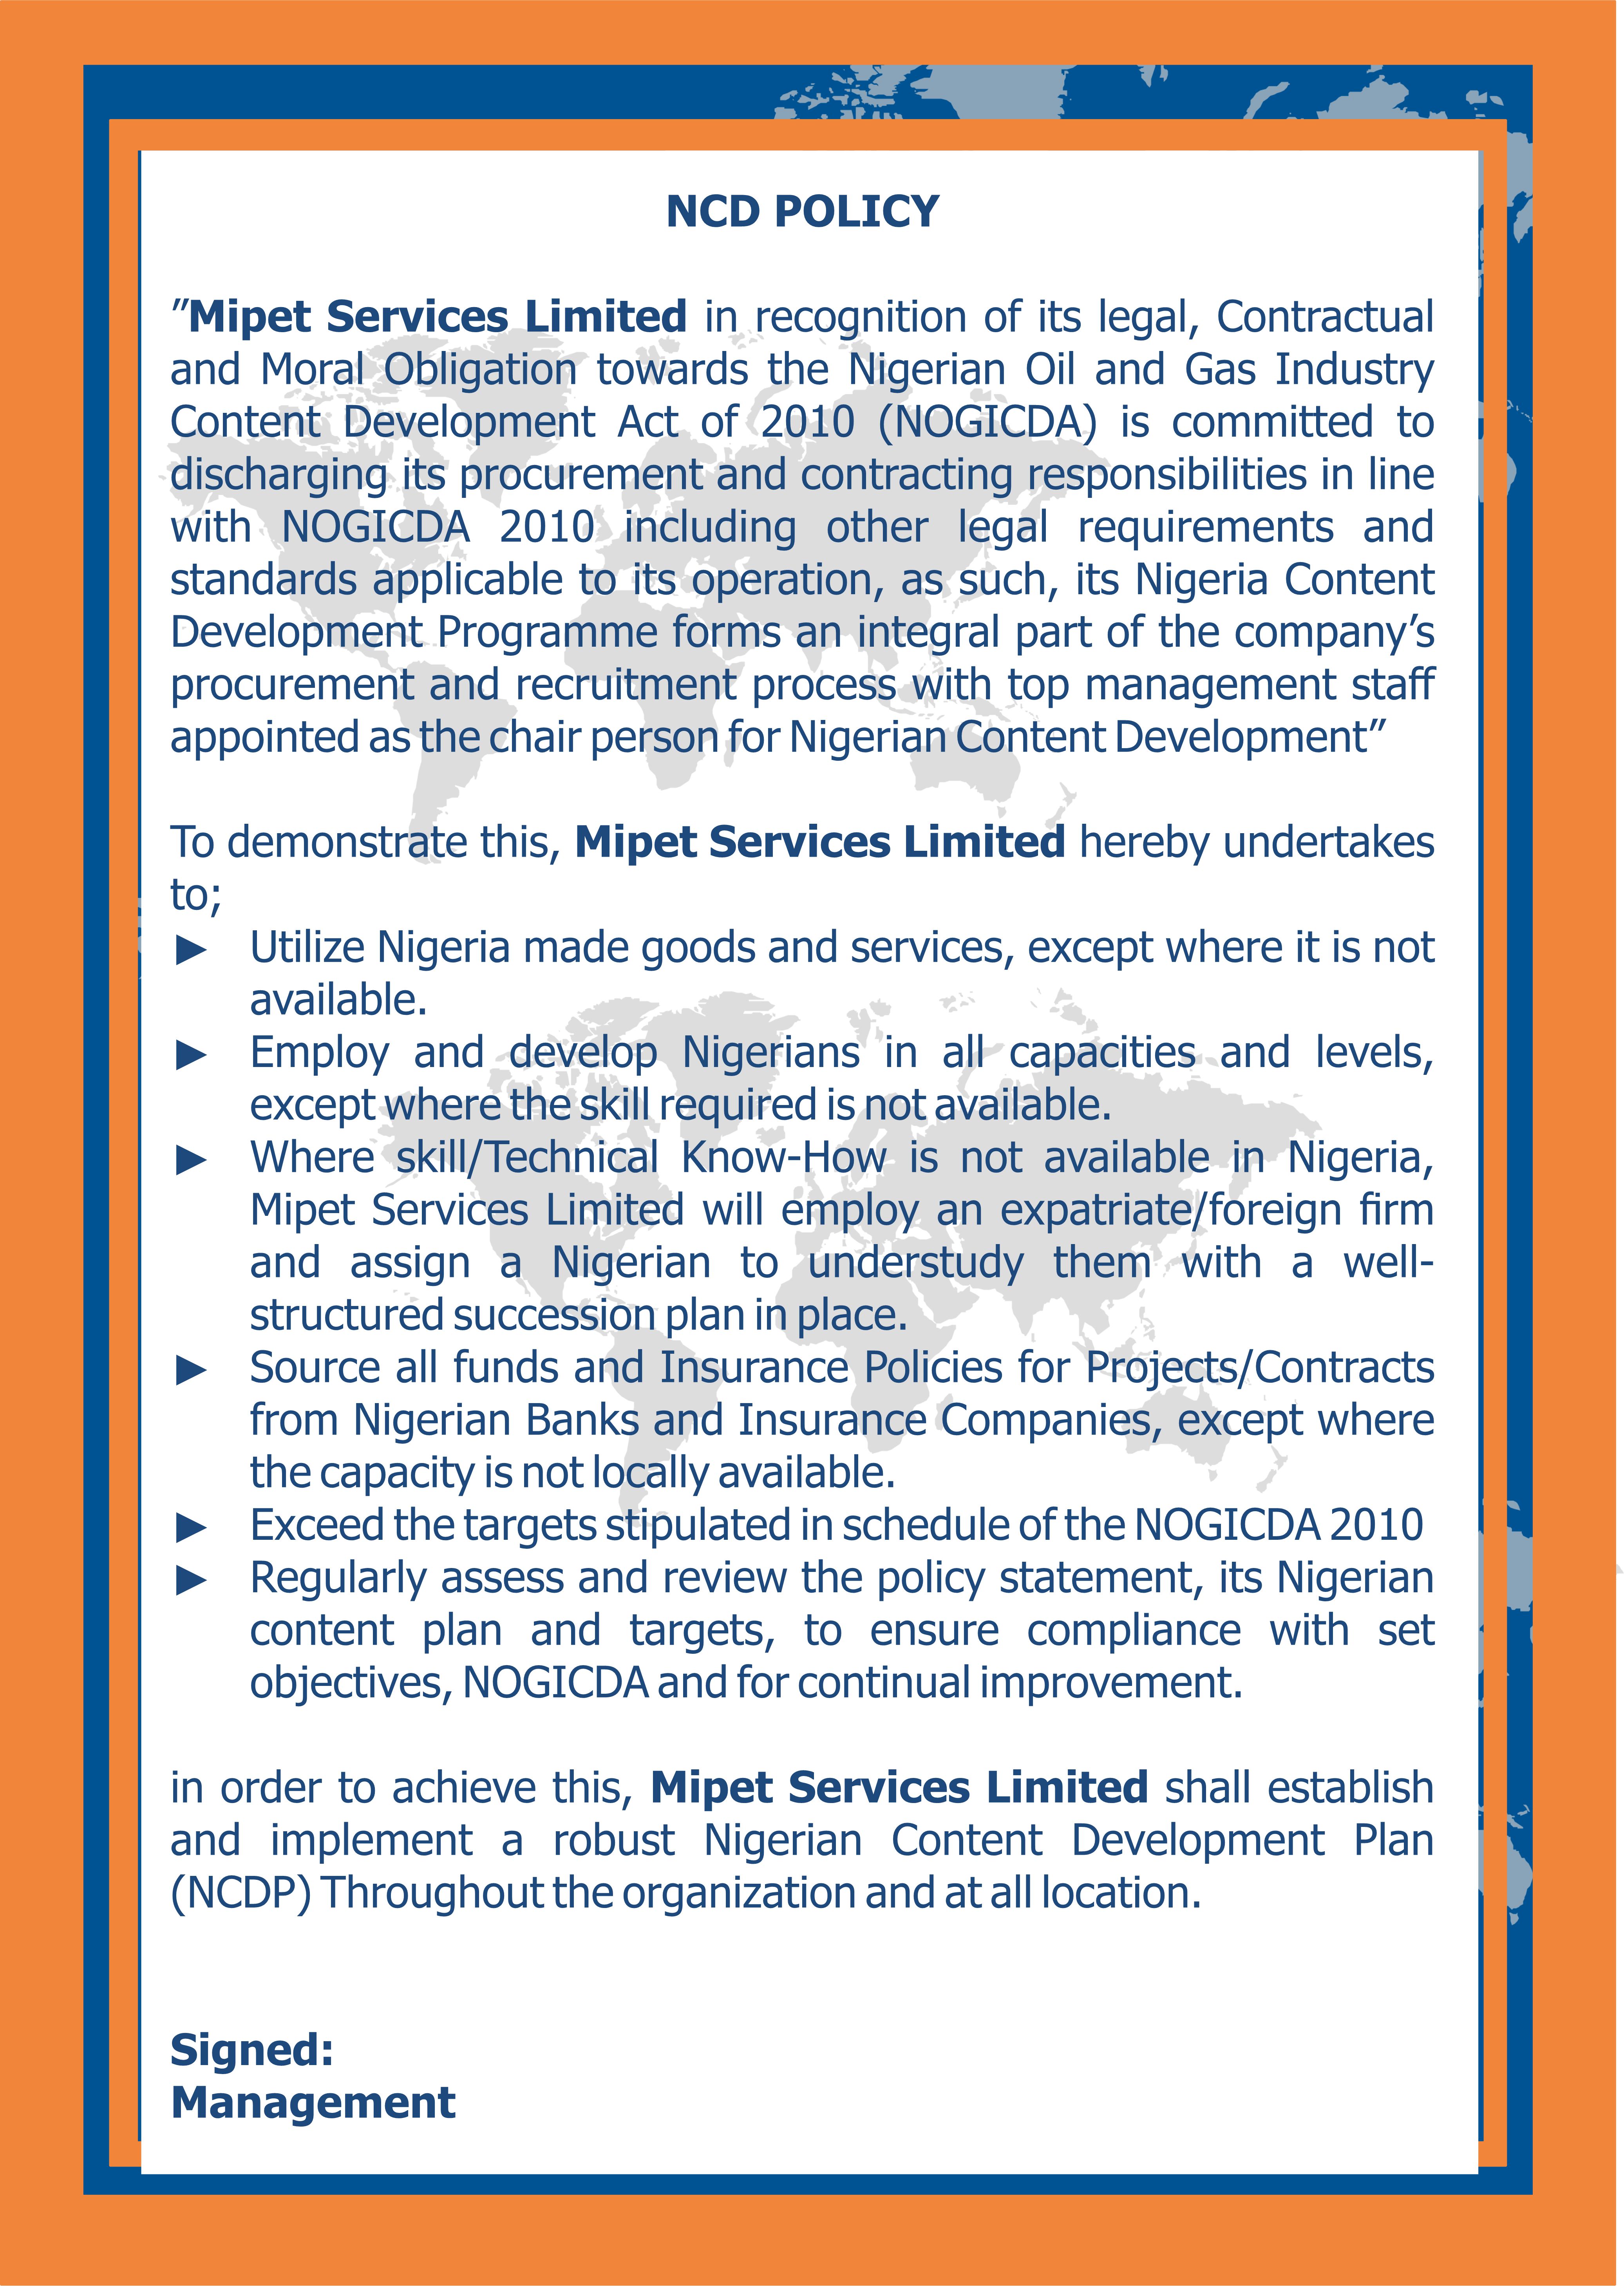 NCD POLICY
"Mipet Services Limited in recognition of its legal, Contractual
and Moral Obligation towards the Nigerian Oil and Gas Industry
Content Development Act of 2010 (NOGICDA) is committed to
discharging its procurement and contracting responsibilities in line
with NOGICDA 2010 including other legal requirements and
standards applicable to its operation, as such, its Nigeria Content
Development Programme forms an integral part of the company's
procurement and recruitment process with top management staff
appointed as the chair person for Nigerian Content Development"
To demonstrate this, Mipet Services Limited hereby undertakes
to;
► Utilize Nigeria made goods and services, except where it is not
available.
► Employ and develop Nigerians in all capacities and levels,
except where the skill required is not available.
► Where skill/Technical Know-How is not available in Nigeria,
Mipet Services Limited will employ an expatriate/foreign firm
and assign a Nigerian to understudy them with a well-
structured succession plan in place.
► Source all funds and Insurance Policies for Projects/Contracts
from Nigerian Banks and Insurance Companies, except where
the capacity is not locally available.
► Exceed the targets stipulated in schedule of the NOGICDA 2010
► Regularly assess and review the policy statement, its Nigerian
content plan and targets, to ensure compliance with set
objectives, NOGICDA and for continual improvement.
in order to achieve this, Mipet Services Limited shall establish
and implement a robust Nigerian Content Development Plan
(NCDP) Throughout the organization and at all location.
Signed:
Management